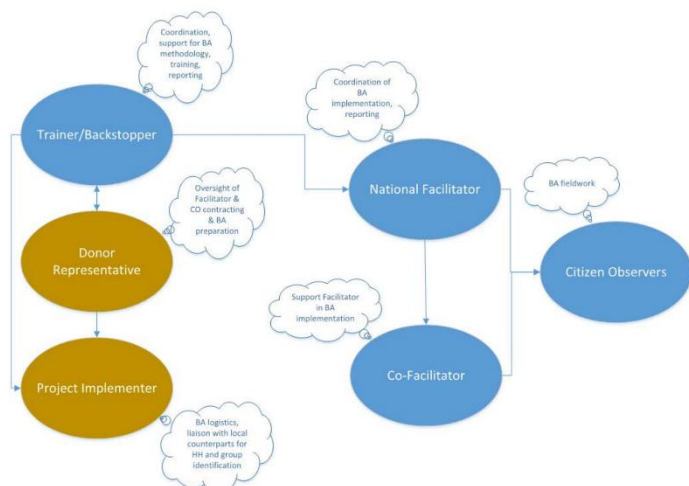 Coordination,
support for BA
methodology,
training,
reporting
Trainer/Backstopper
Coordination of
BA
implementation,
reporting
National Facilitator
BA fieldwork
Citizen Observers
Oversight of
Facilitator &
CO contracting
& BA
preparation
Donor
Representative
Support Facilitator
in BA
implementation
Co-Facilitator
Project Implementer
BA logistics,
liaison with local
counterparts for
HH and group
identification